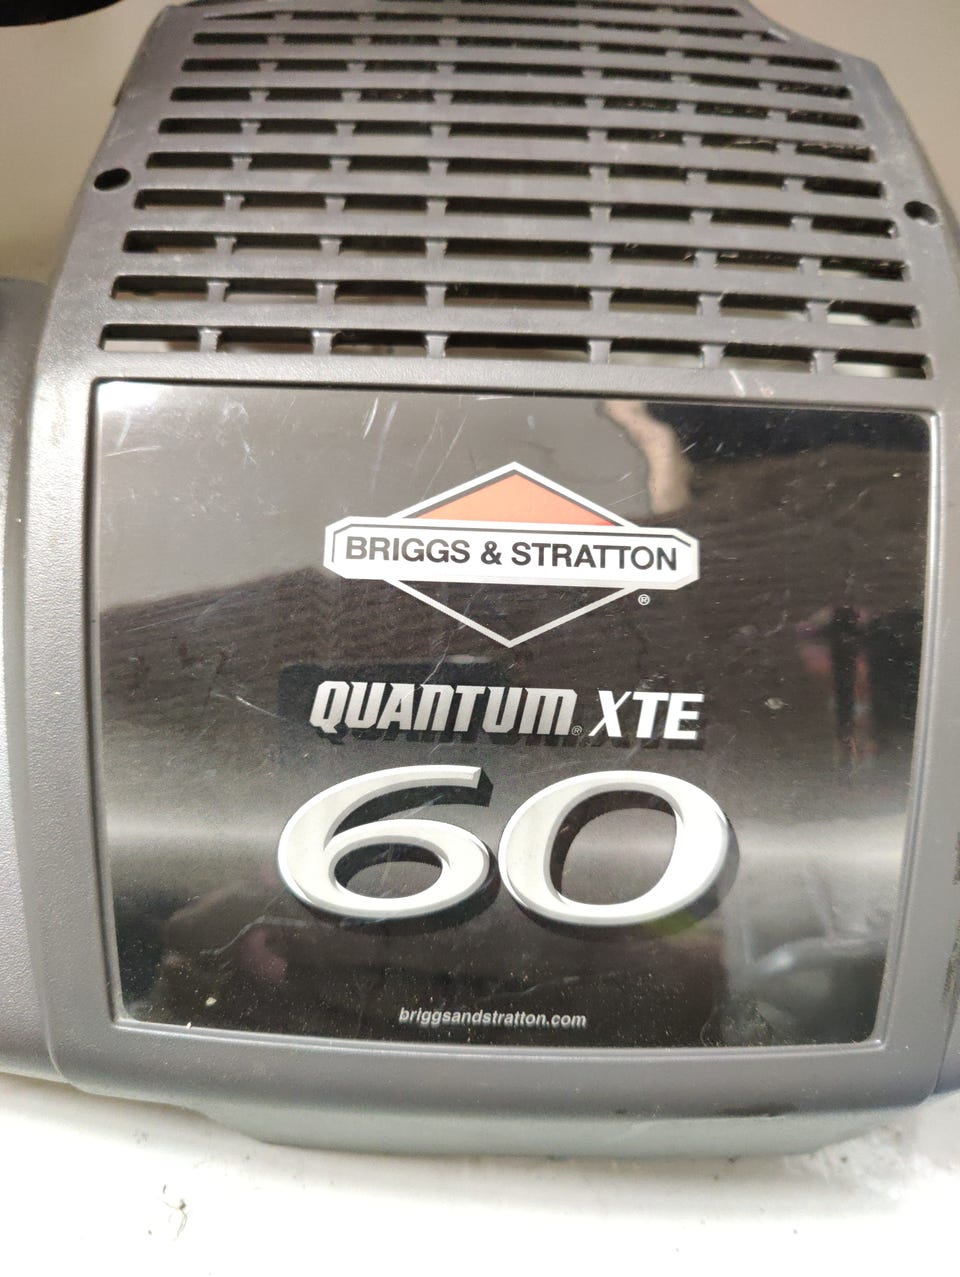 BRIGGS & STRATTON
®
QUANTUM® XTE
60
briggsandstratton.com